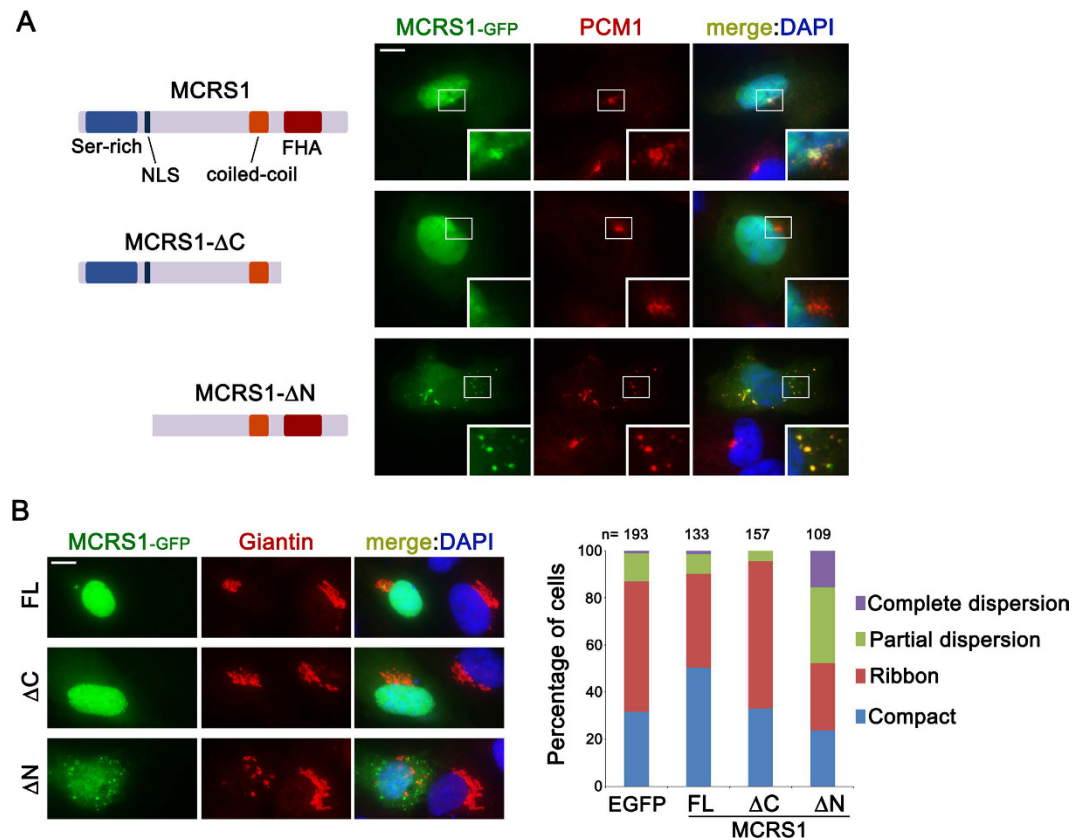 A
MCRS1-GFP PCM1 merge:DAPI
MCRS1
Ser-rich FHA
NLS coiled-coil
MCRS1-ΔC
MCRS1-ΔN
B
MCRS1-GFP Giantin merge:DAPI
FL
ΔC
ΔN
n= 193 133 157 109
Percentage of cells
100
80
60
40
20
0
Complete dispersion
Partial dispersion
Ribbon
Compact
EGFP FL ΔC ΔN
MCRS1